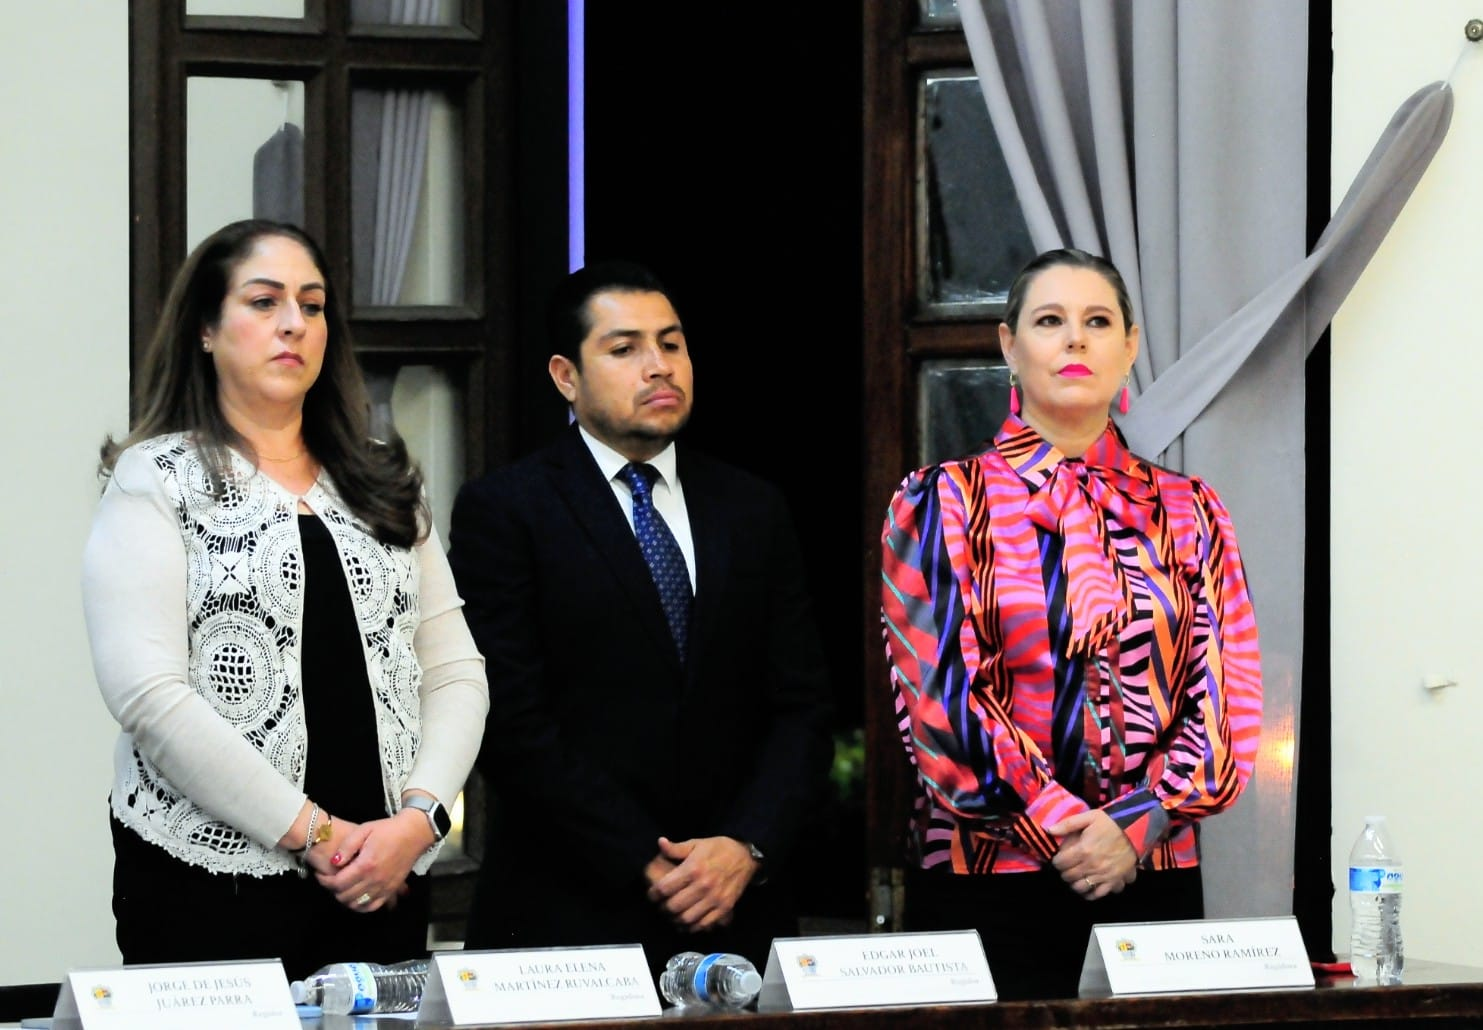 JORGE DE JESÚS
JUÁREZ PARRA
Regidor
LAURA ELENA
MARTÍNEZ RUVALCABA
Regidora
EDGAR JOEL
SALVADOR BAUTISTA
Regidor
SARA
MORENO RAMÍREZ
Regidora